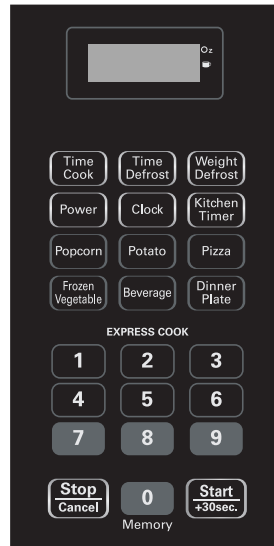 Oz
Time Cook
Time Defrost
Weight Defrost
Power
Clock
Kitchen Timer
Popcorn
Potato
Pizza
Frozen Vegetable
Beverage
Dinner Plate
EXPRESS COOK
1 2 3
4 5 6
7 8 9
Stop
Cancel
0
Memory
Start
+30sec.